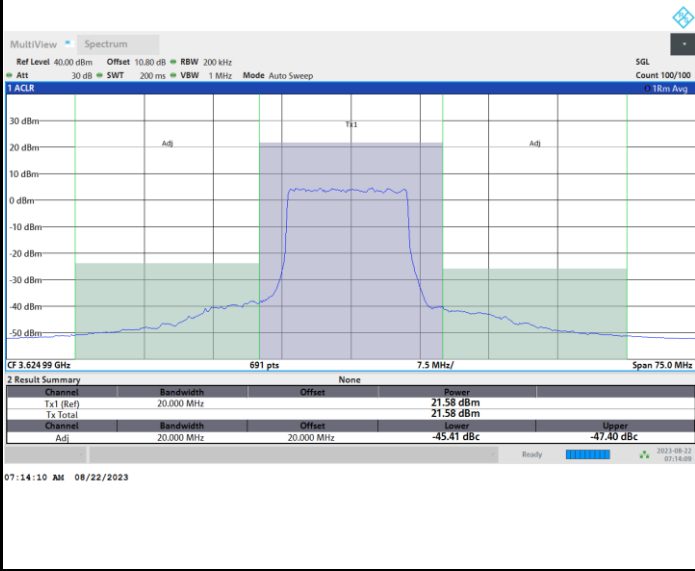 MultiView Spectrum
Ref Level 40.00 dBm Offset 10.80 dB RBW 200 kHz SGL
Att 30 dB SWT 200 ms VBW 1 MHz Mode Auto Sweep Count 100/100
1 ACLR 1Rm Avg
30 dBm
Tx1
20 dBm Adj Adj
10 dBm
0 dBm
-10 dBm
-20 dBm
-30 dBm
-40 dBm
-50 dBm
CF 3.62499 GHz 691 pts 7.5 MHz/ Span 75.0 MHz
2 Result Summary None
Channel Bandwidth Offset Power
Tx1 (Ref) 20.000 MHz 21.58 dBm
Tx Total 21.58 dBm
Channel Bandwidth Offset Lower Upper
Adj 20.000 MHz 20.000 MHz -45.41 dBc -47.40 dBc
Ready 2023-08-22
07:14:09
07:14:10 AM 08/22/2023